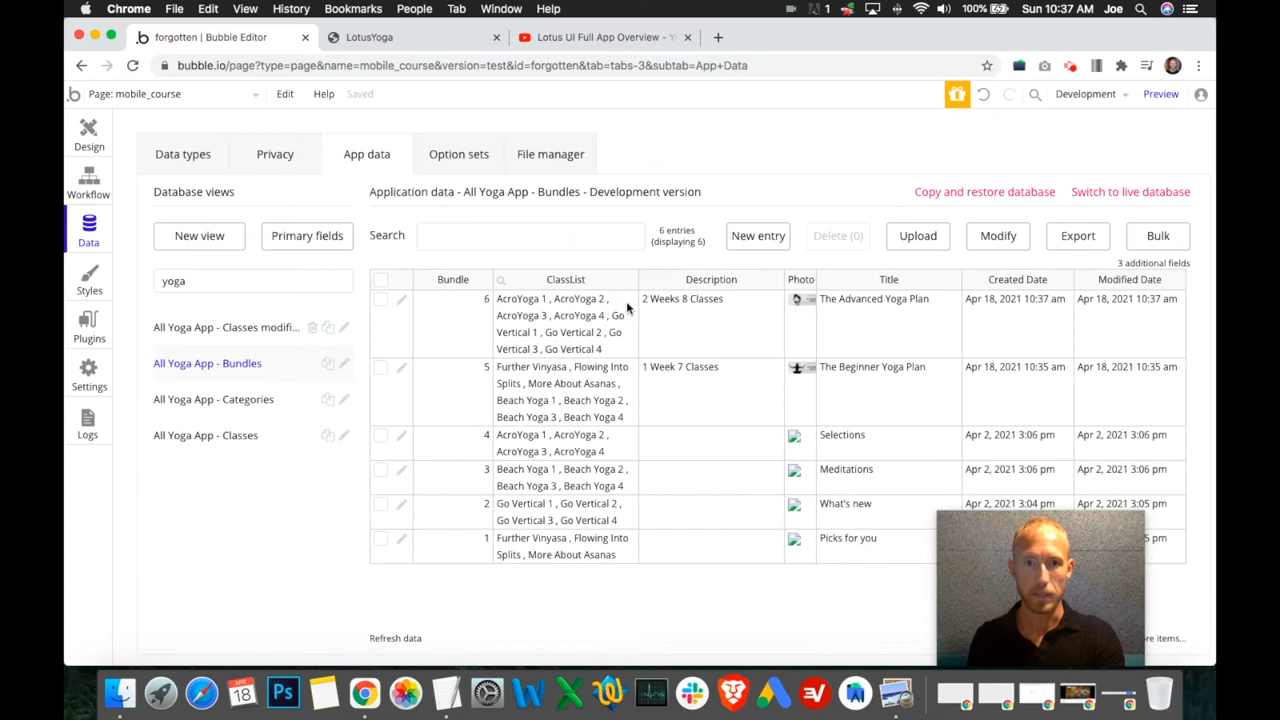 Chrome File Edit View History Bookmarks People Tab Window Help 1 100% Sun 10:37 AM Joe
forgotten | Bubble Editor LotusYoga Lotus UI Full App Overview - Y
bubble.io/page?type=page&name=mobile_course&version=test&id=forgotten&tab=tabs-3&subtab=App+Data
b Page: mobile_course Edit Help Saved Development Preview
Design
Workflow
Data
Styles
Plugins
Settings
Logs
Data types Privacy App data Option sets File manager
Database views
New view Primary fields
yoga
All Yoga App - Classes modifi...
All Yoga App - Bundles
All Yoga App - Categories
All Yoga App - Classes
Application data - All Yoga App - Bundles - Development version Copy and restore database Switch to live database
Search 6 entries
(displaying 6)
New entry Delete (0) Upload Modify Export Bulk
3 additional fields
Bundle ClassList Description Photo Title Created Date Modified Date
6 AcroYoga 1 , AcroYoga 2 , 2 Weeks 8 Classes The Advanced Yoga Plan Apr 18, 2021 10:37 am Apr 18, 2021 10:37 am
AcroYoga 3 , AcroYoga 4 , Go
Vertical 1 , Go Vertical 2 , Go
Vertical 3 , Go Vertical 4
5 Further Vinyasa , Flowing Into 1 Week 7 Classes The Beginner Yoga Plan Apr 18, 2021 10:35 am Apr 18, 2021 10:35 am
Splits , More About Asanas ,
Beach Yoga 1 , Beach Yoga 2 ,
Beach Yoga 3 , Beach Yoga 4
4 AcroYoga 1 , AcroYoga 2 , Selections Apr 2, 2021 3:06 pm Apr 2, 2021 3:06 pm
AcroYoga 3 , AcroYoga 4
3 Beach Yoga 1 , Beach Yoga 2 , Meditations Apr 2, 2021 3:06 pm Apr 2, 2021 3:06 pm
Beach Yoga 3 , Beach Yoga 4
2 Go Vertical 1 , Go Vertical 2 , What's new Apr 2, 2021 3:04 pm Apr 2, 2021 3:05 pm
Go Vertical 3 , Go Vertical 4
1 Further Vinyasa , Flowing Into Picks for you pm
Splits , More About Asanas
Refresh data items...
APR
18 Ps